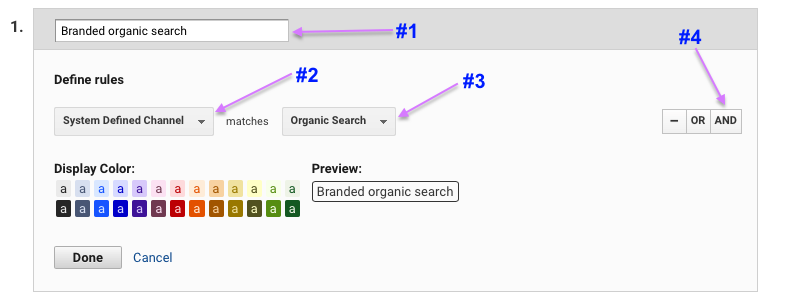 1.
Branded organic search
#1
#4
Define rules
#2
#3
System Defined Channel matches Organic Search
– OR AND
Display Color: Preview:
a a a a a a a a a a a a a
Branded organic search
a a a a a a a a a a a a a
Done Cancel